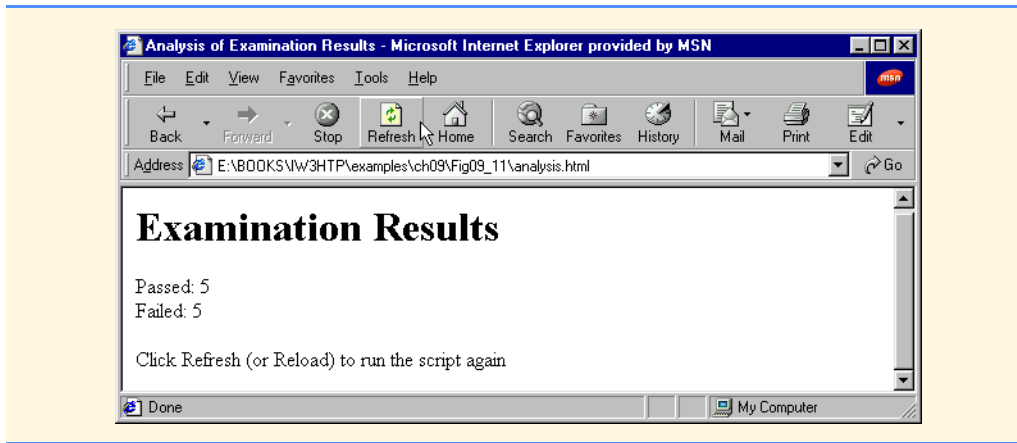 Analysis of Examination Results - Microsoft Internet Explorer provided by MSN
File Edit View Favorites Tools Help
msn
Back Forward Stop Refresh Home Search Favorites History Mail Print Edit
Address E:\BOOKS\IW3HTP\examples\ch09\Fig09_11\analysis.html Go
Examination Results
Passed: 5
Failed: 5
Click Refresh (or Reload) to run the script again
Done My Computer